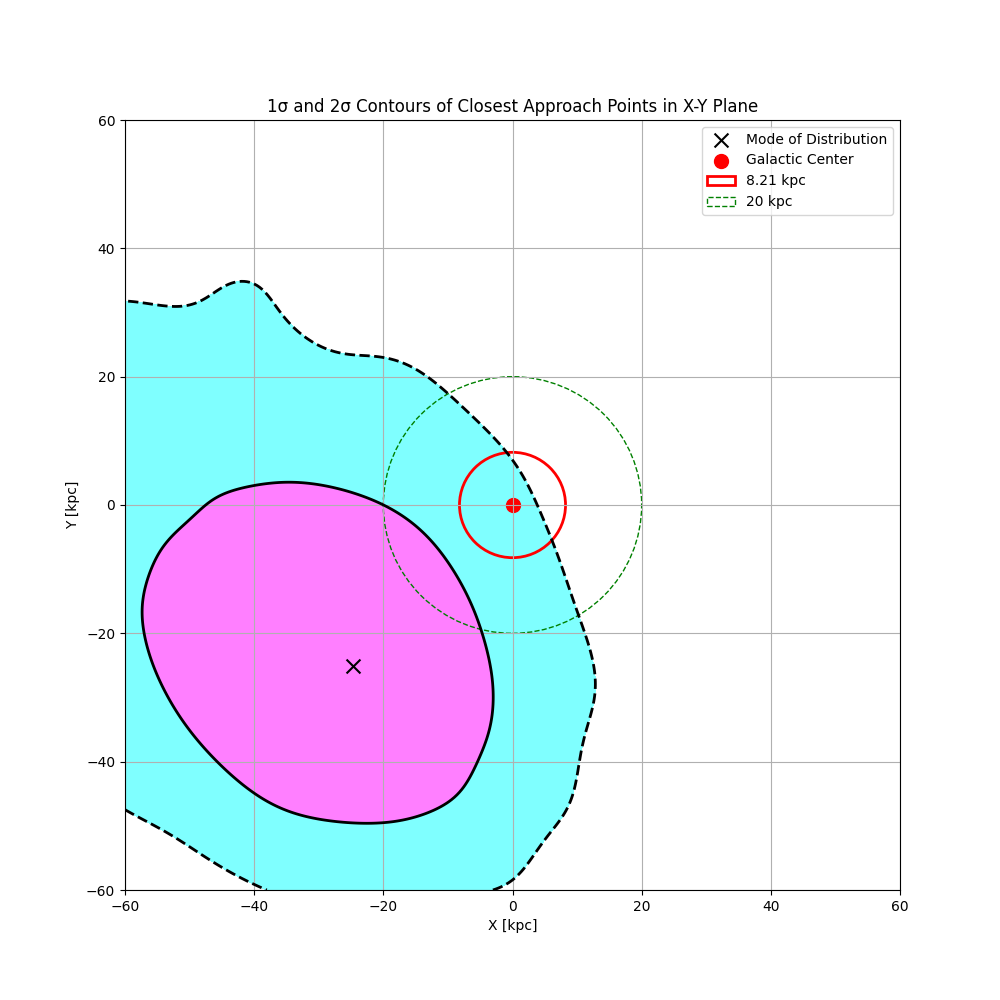 1σ and 2σ Contours of Closest Approach Points in X-Y Plane
Mode of Distribution
Galactic Center
8.21 kpc
20 kpc
60
40
20
0
−20
−40
−60
Y [kpc]
−60
−40
−20
0
20
40
60
X [kpc]